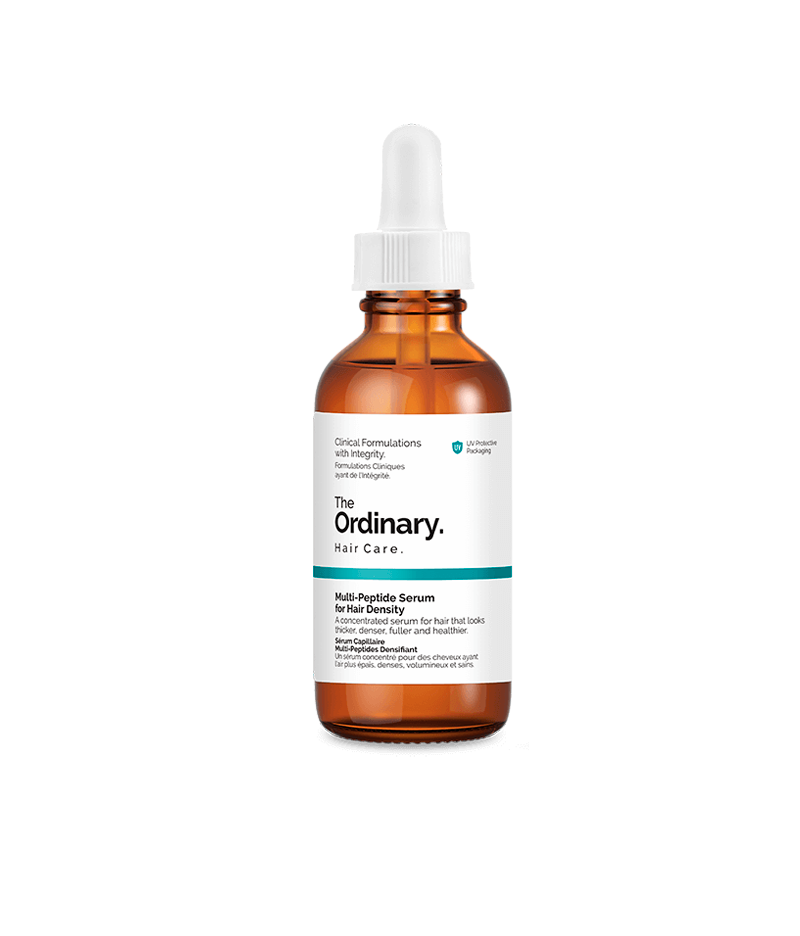 Clinical Formulations
with Integrity.
Formulations Cliniques
ayant de l'Intégrité.
UV
UV Protective
Packaging
The
Ordinary.
Hair Care.
Multi-Peptide Serum
for Hair Density
A concentrated serum for hair that looks
thicker, denser, fuller and healthier.
Sérum Capillaire
Multi-Peptides Densifiant
Un sérum concentré pour des cheveux ayant
l'air plus épais, denses, volumineux et sains.